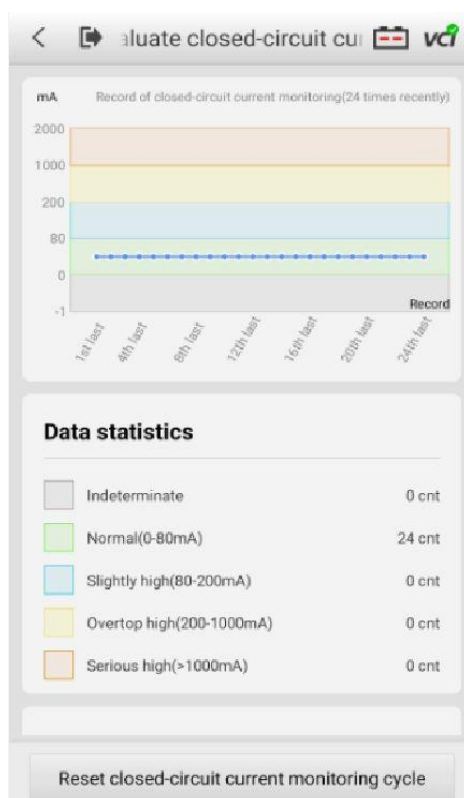 aluate closed-circuit cu
VCI
mA Record of closed-circuit current monitoring(24 times recently)
2000
1000
200
80
0
-1
Record
1st last 4th last 8th last 12th last 16th last 20th last 24th last
Data statistics
Indeterminate 0 cnt
Normal(0-80mA) 24 cnt
Slightly high(80-200mA) 0 cnt
Overtop high(200-1000mA) 0 cnt
Serious high(>1000mA) 0 cnt
Reset closed-circuit current monitoring cycle